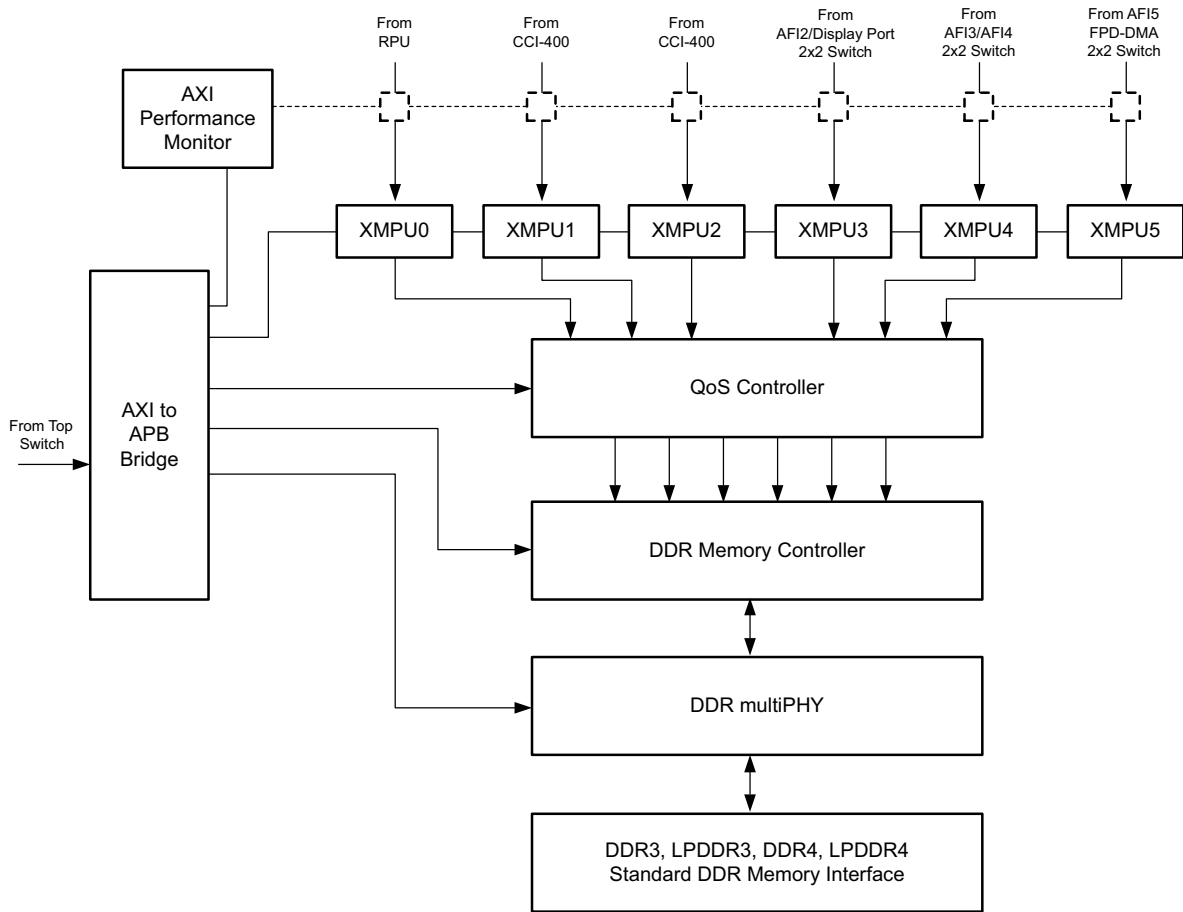 From
RPU
From
CCI-400
From
CCI-400
From
AFI2/Display Port
2x2 Switch
From
AFI3/AFI4
2x2 Switch
From AFI5
FPD-DMA
2x2 Switch
AXI
Performance
Monitor
XMPU0
XMPU1
XMPU2
XMPU3
XMPU4
XMPU5
QoS Controller
From Top
Switch
AXI to
APB
Bridge
DDR Memory Controller
DDR multiPHY
DDR3, LPDDR3, DDR4, LPDDR4
Standard DDR Memory Interface